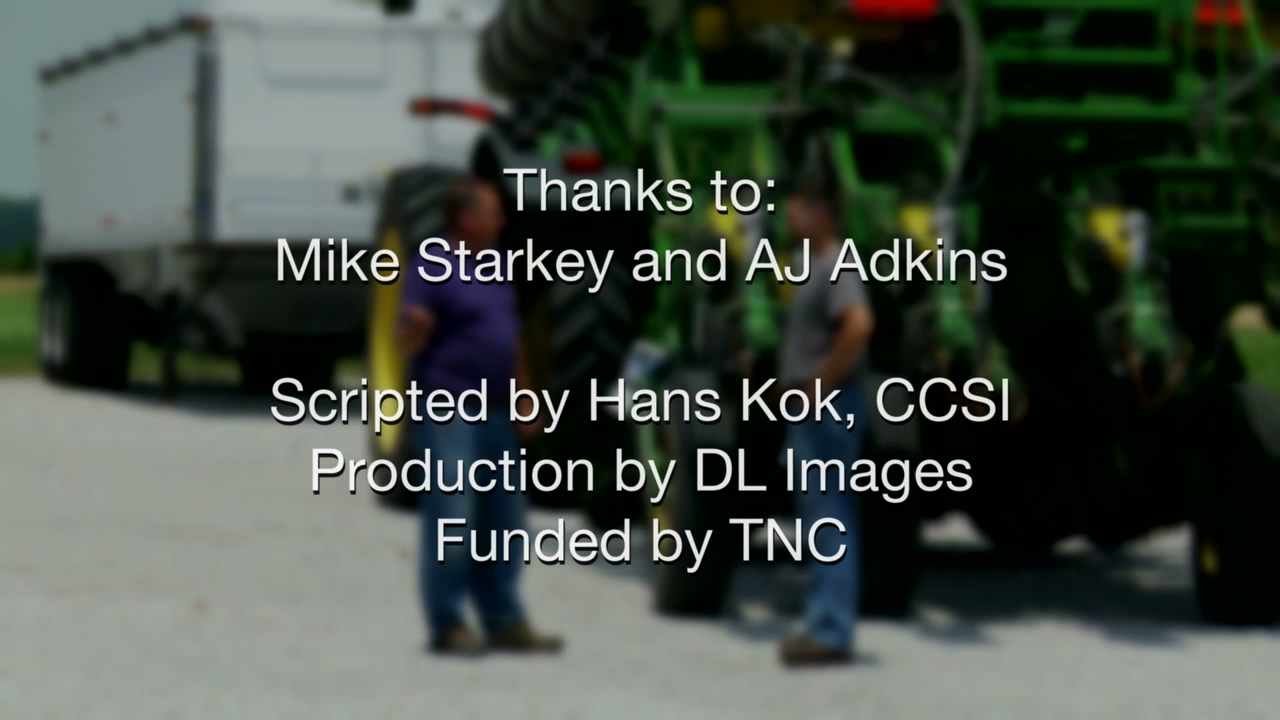 Thanks to:
Mike Starkey and AJ Adkins
Scripted by Hans Kok, CCSI
Production by DL Images
Funded by TNC